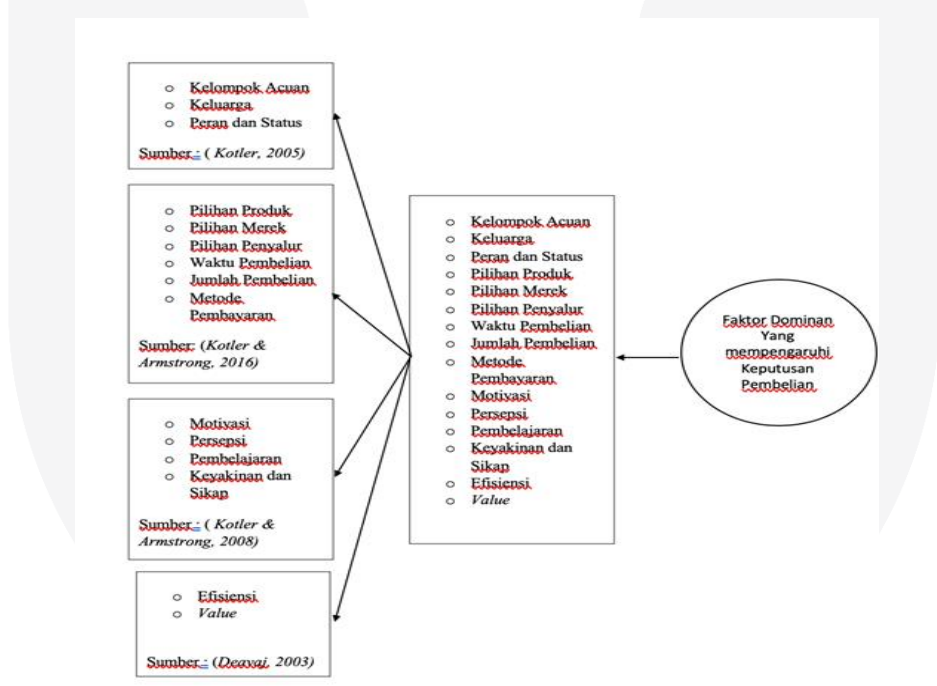 Kelompok Acuan
Keluarga
Peran dan Status
Sumber : ( Kotler, 2005)
Pilihan Produk
Pilihan Merek
Pilihan Penyalur
Waktu Pembelian
Jumlah Pembelian
Metode
Pembayaran
Sumber: (Kotler &
Armstrong, 2016)
Motivasi
Persepsi
Pembelajaran
Keyakinan dan
Sikap
Sumber : ( Kotler &
Armstrong, 2008)
Efisiensi
Value
Sumber : (Deavaj, 2003)
Kelompok Acuan
Keluarga
Peran dan Status
Pilihan Produk
Pilihan Merek
Pilihan Penyalur
Waktu Pembelian
Jumlah Pembelian
Metode
Pembayaran
Motivasi
Persepsi
Pembelajaran
Keyakinan dan
Sikap
Efisiensi
Value
Faktor Dominan
Yang
mempengaruhi
Keputusan
Pembelian